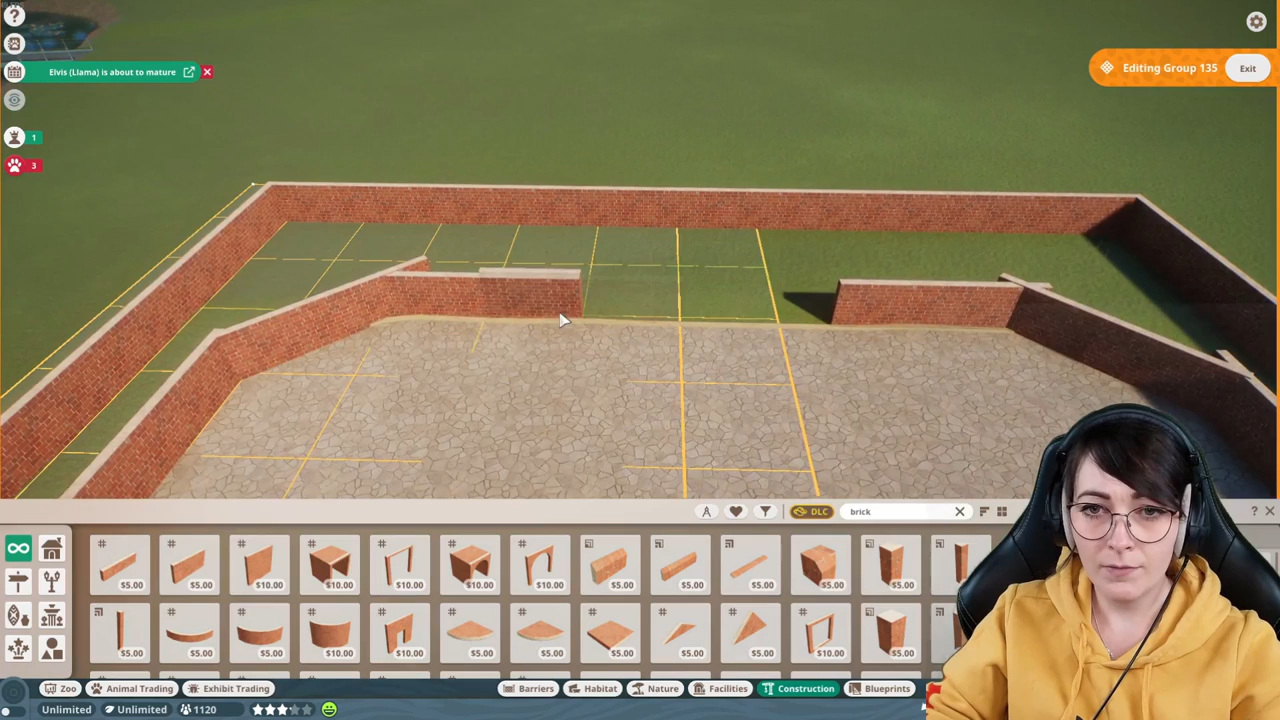 ?
Elvis (Llama) is about to mature
1
3
Editing Group 135
Exit
DLC
brick
?
$5.00
$5.00
$10.00
$10.00
$10.00
$10.00
$10.00
$5.00
$5.00
$5.00
$5.00
$5.00
$5.00
$5.00
$5.00
$10.00
$10.00
$5.00
$5.00
$5.00
$5.00
$5.00
$10.00
$5.00
Zoo
Animal Trading
Exhibit Trading
Barriers
Habitat
Nature
Facilities
Construction
Blueprints
Unlimited
Unlimited
1120